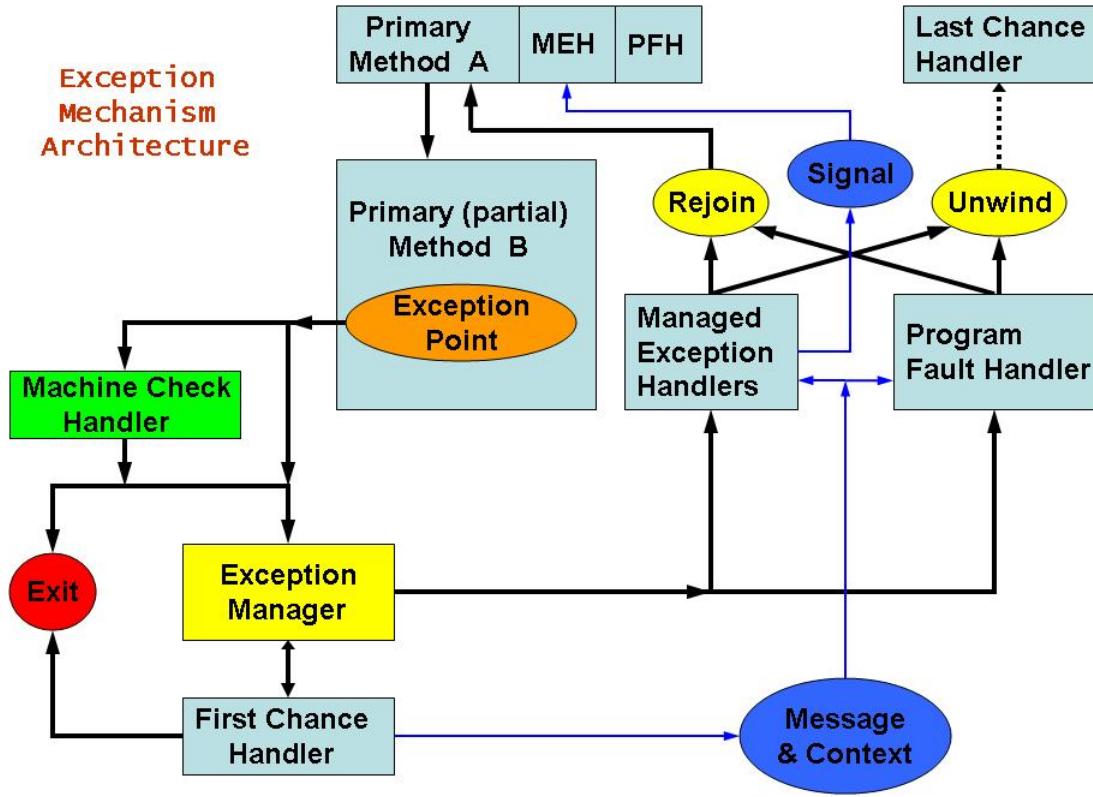 Exception
Mechanism
Architecture
Primary
Method A
MEH
PFH
Last Chance
Handler
Primary (partial)
Method B
Exception
Point
Rejoin
Signal
Unwind
Machine Check
Handler
Managed
Exception
Handlers
Program
Fault Handler
Exit
Exception
Manager
First Chance
Handler
Message
& Context